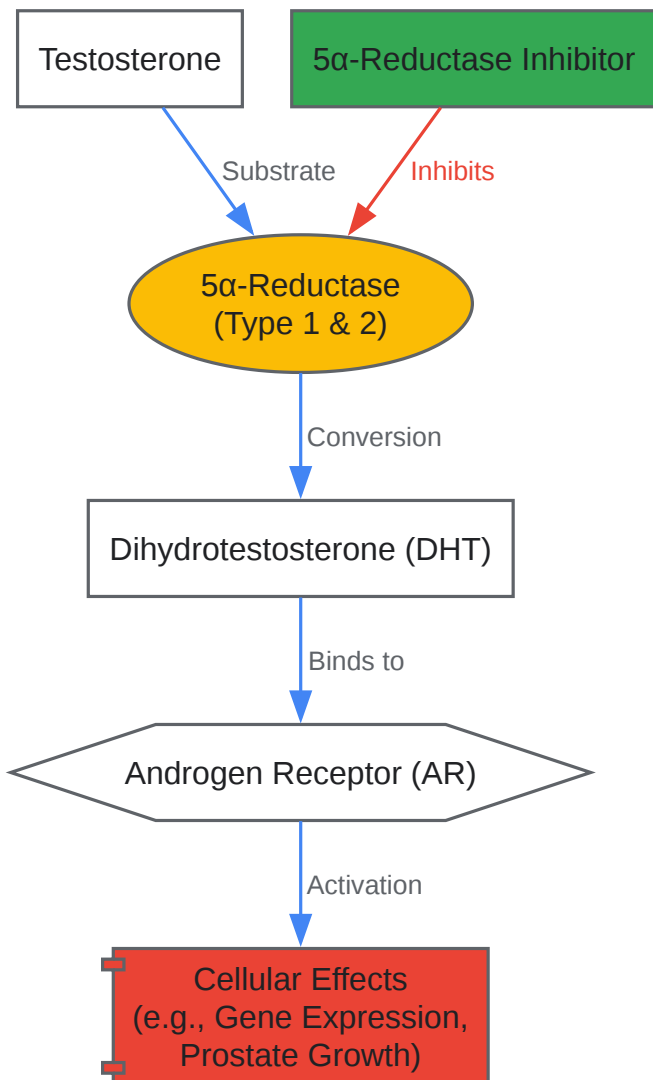 Testosterone
5α-Reductase Inhibitor
Substrate
Inhibits
5α-Reductase
(Type 1 & 2)
Conversion
Dihydrotestosterone (DHT)
Binds to
Androgen Receptor (AR)
Activation
Cellular Effects
(e.g., Gene Expression,
Prostate Growth)